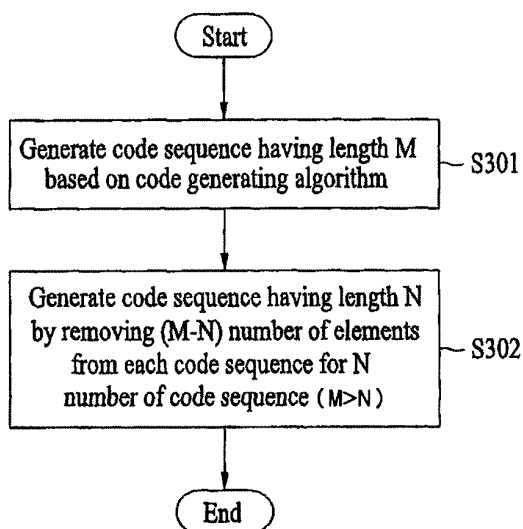 Start
Generate code sequence having length M
based on code generating algorithm
S301
Generate code sequence having length N
by removing (M-N) number of elements
from each code sequence for N
number of code sequence (M>N)
S302
End